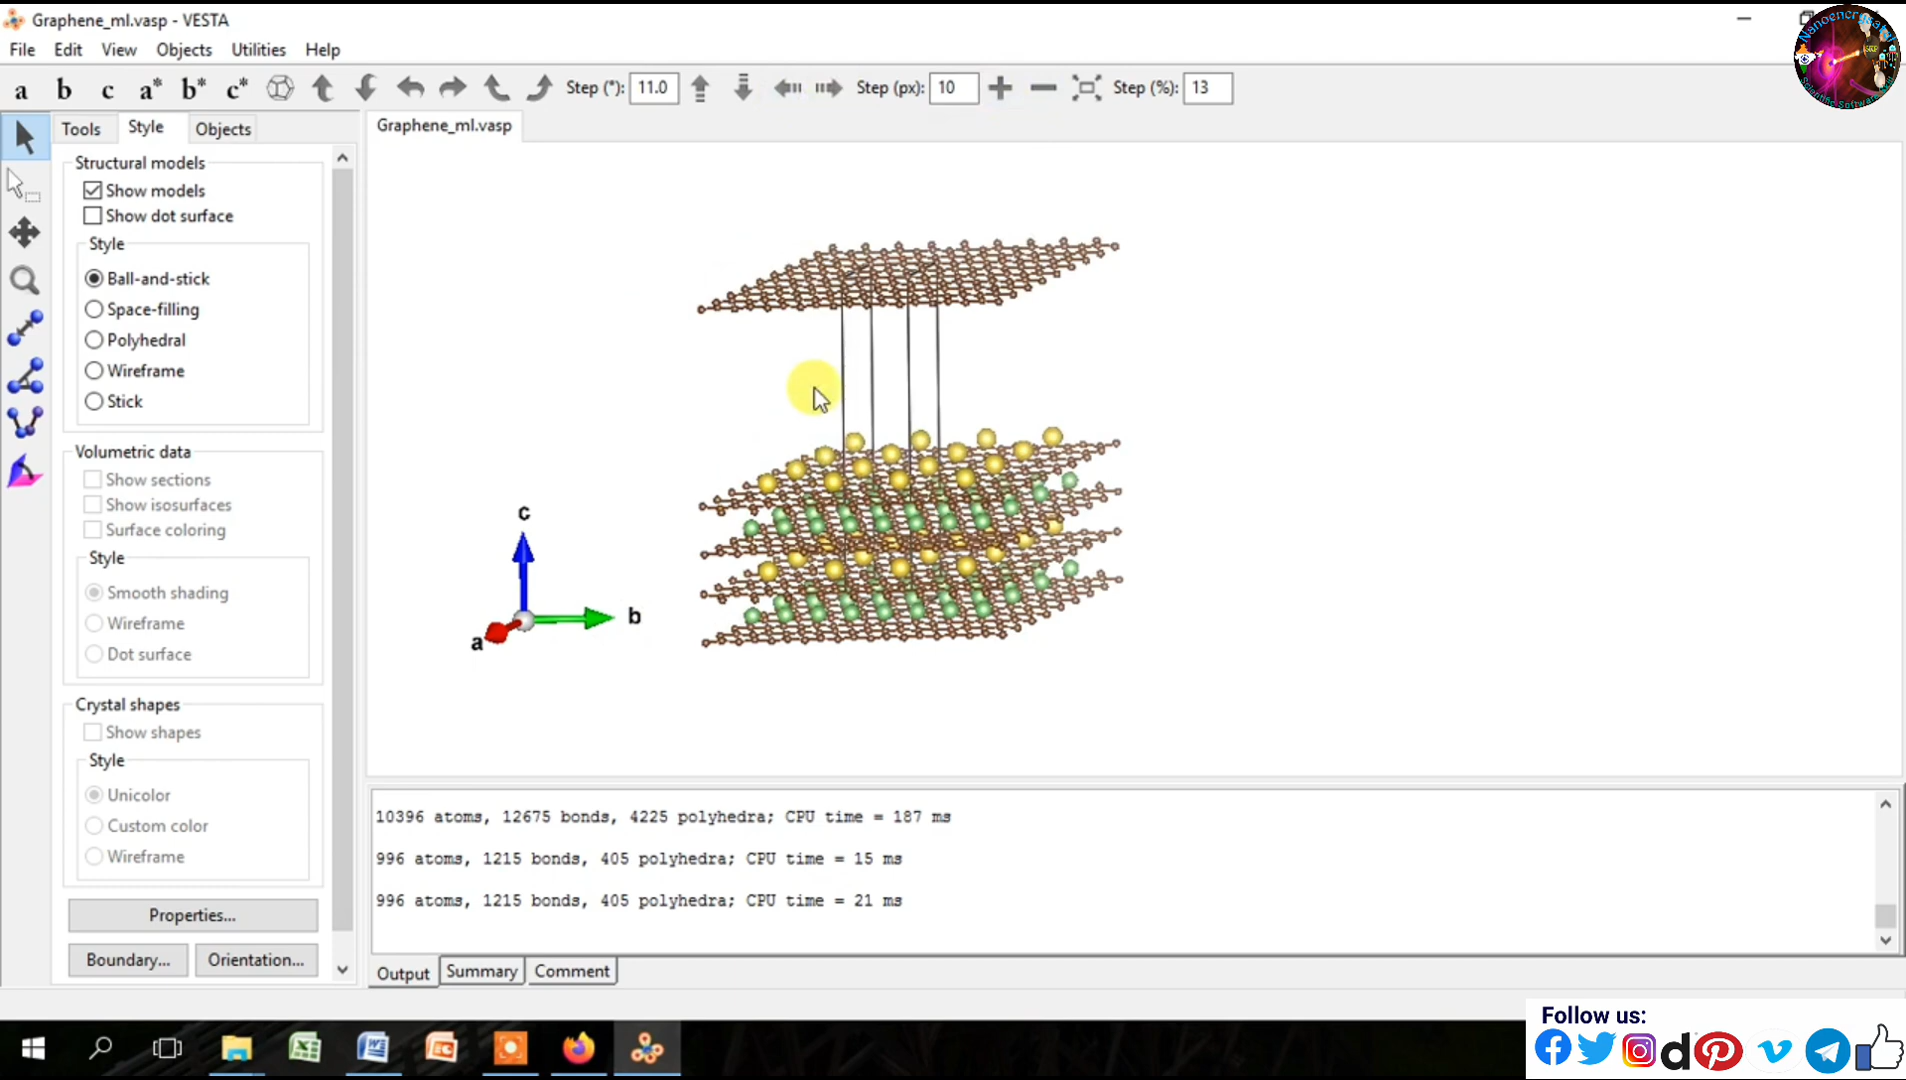 Graphene_ml.vasp - VESTA
File Edit View Objects Utilities Help
a b c a* b* c* Step (°): 11.0 Step (px): 10 Step (%): 13
Tools Style Objects
Graphene_ml.vasp
Structural models
Show models
Show dot surface
Style
Ball-and-stick
Space-filling
Polyhedral
Wireframe
Stick
Volumetric data
Show sections
Show isosurfaces
Surface coloring
Style
Smooth shading
Wireframe
Dot surface
Crystal shapes
Show shapes
Style
Unicolor
Custom color
Wireframe
Properties...
Boundary... Orientation...
c
b
a
10396 atoms, 12675 bonds, 4225 polyhedra; CPU time = 187 ms
996 atoms, 1215 bonds, 405 polyhedra; CPU time = 15 ms
996 atoms, 1215 bonds, 405 polyhedra; CPU time = 21 ms
Output Summary Comment
Follow us: